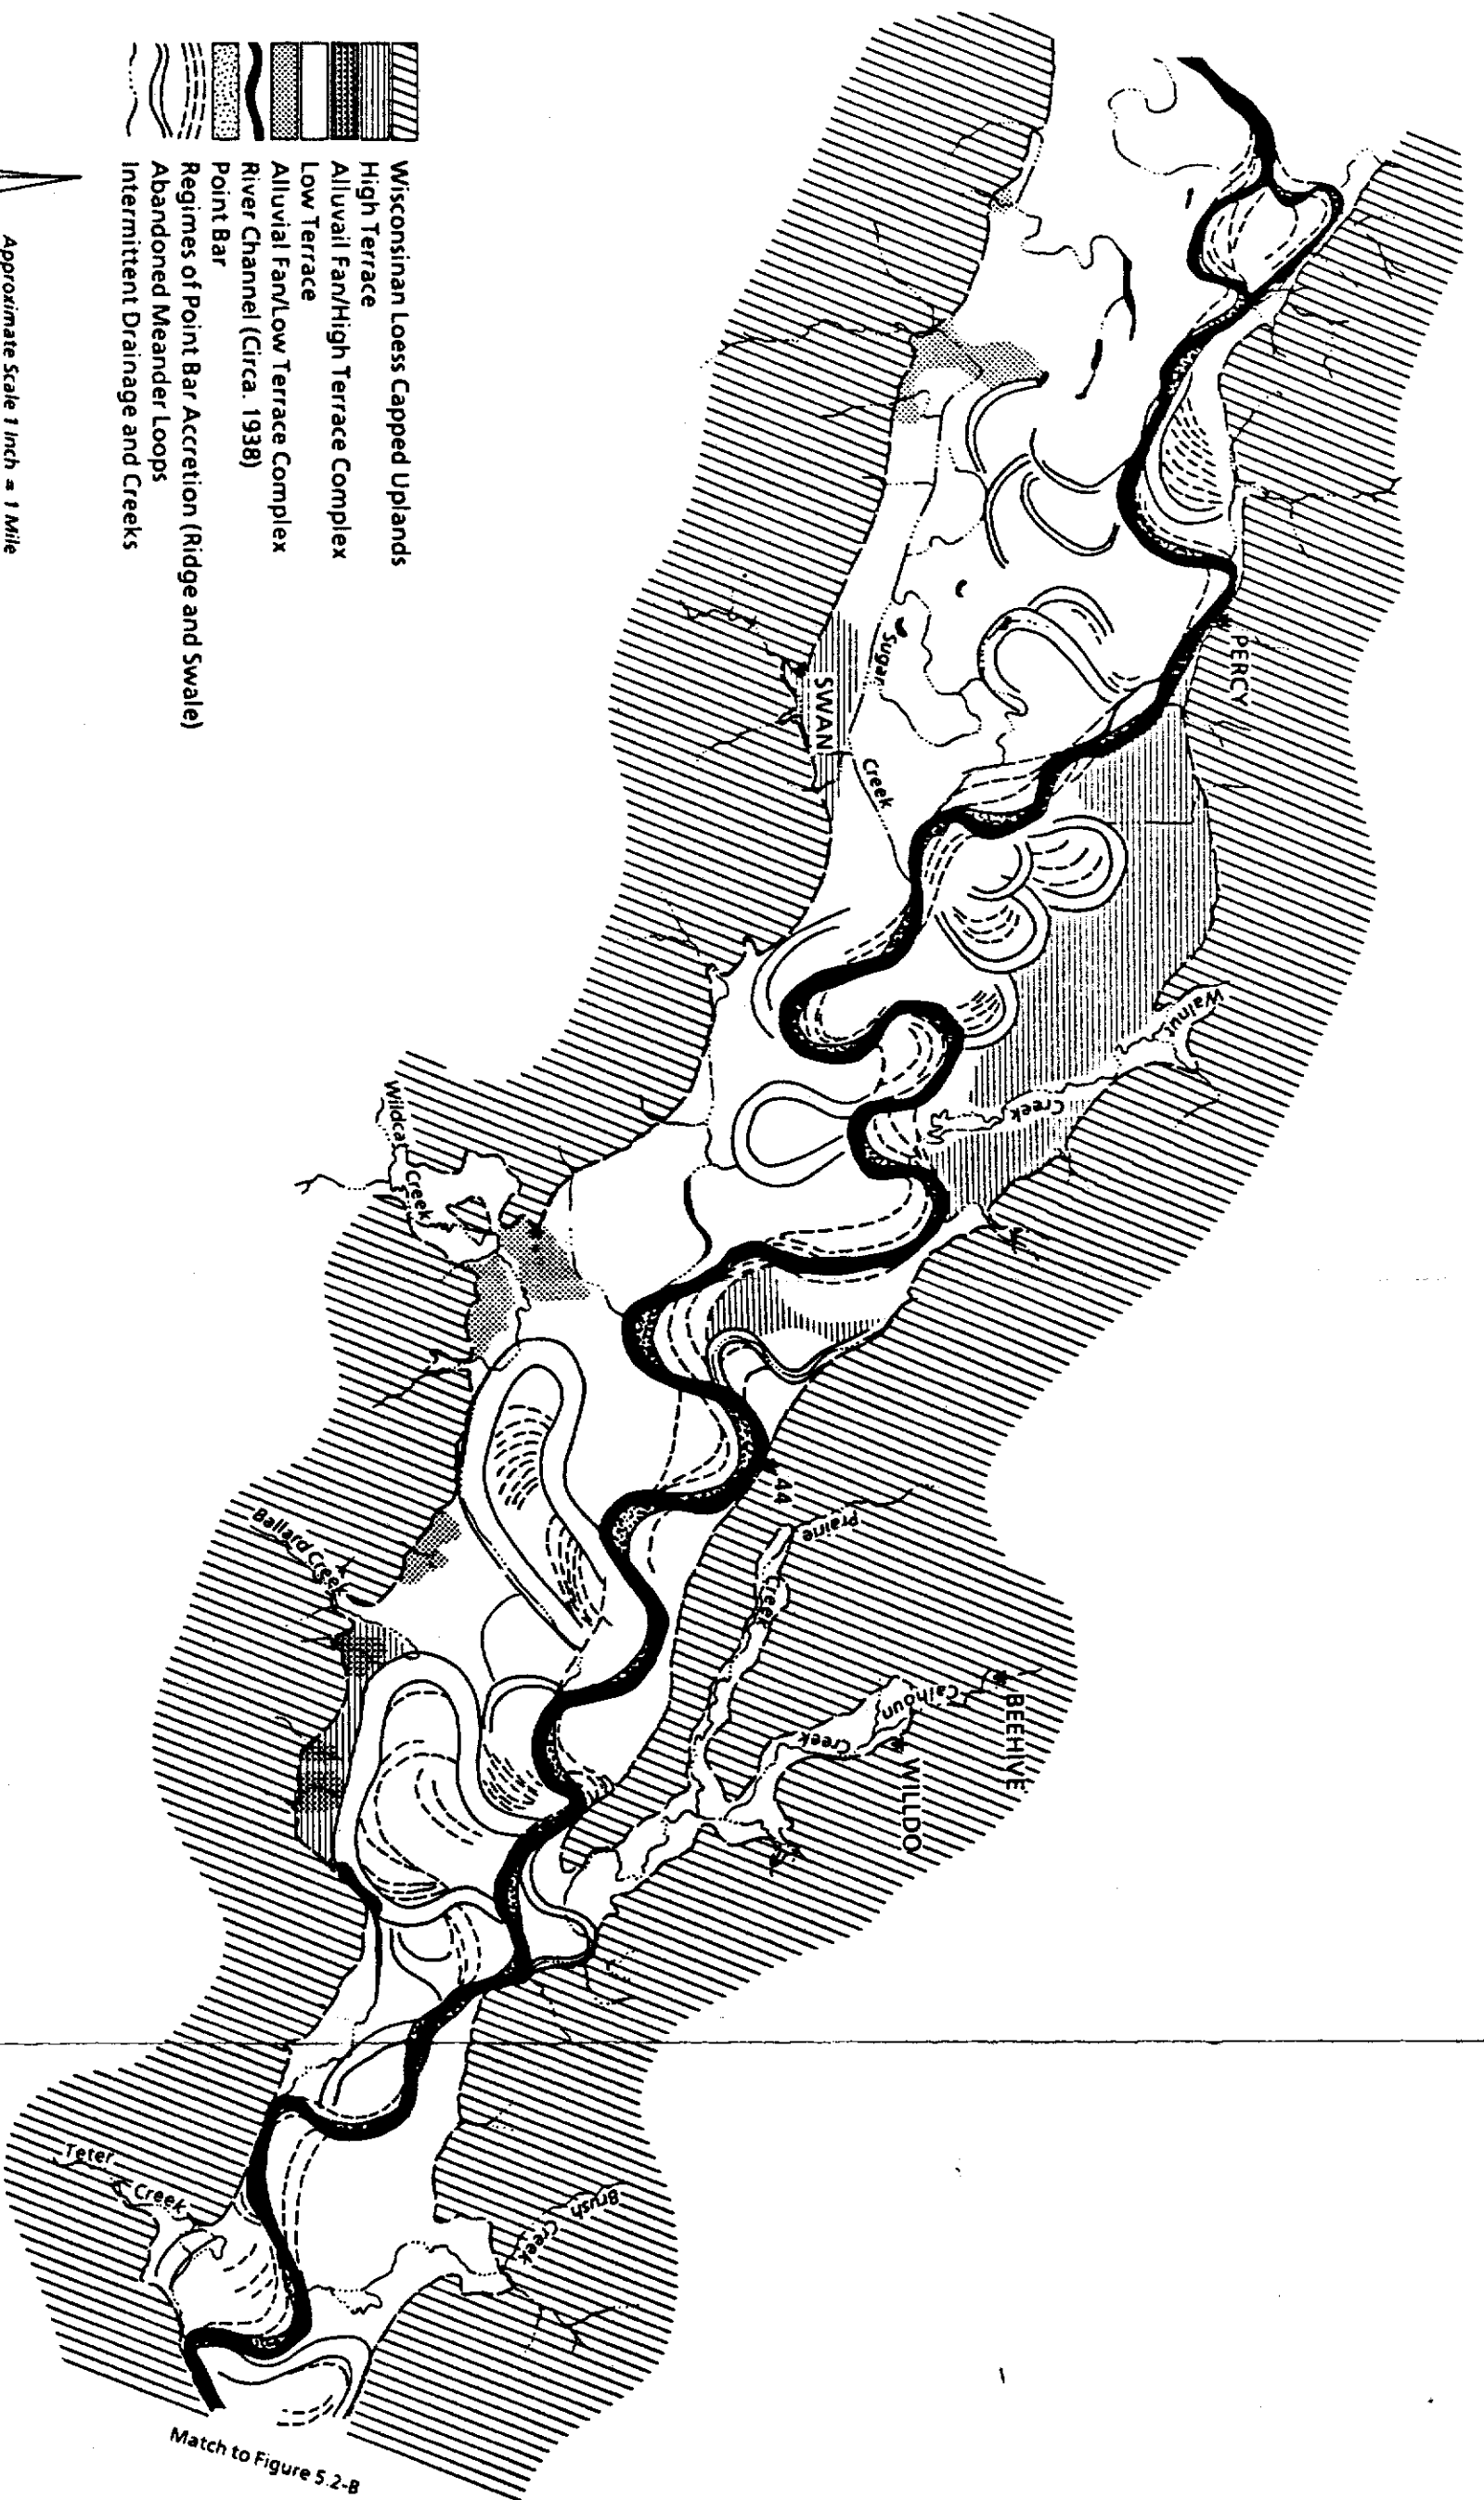 PERCY
Sugar
Creek
SWAN
Walnut
Creek
Wildcat
Creek
44
Prairie
Creek
BEEHIVE
Calhoun
Creek
WILLDO
Ballard Creek
Brush
Creek
Teter
Creek
Match to Figure 5.2-B
Wisconsinan Loess Capped Uplands
High Terrace
Alluvail Fan/High Terrace Complex
Low Terrace
Alluvial Fan/Low Terrace Complex
River Channel (Circa. 1938)
Point Bar
Regimes of Point Bar Accretion (Ridge and Swale)
Abandoned Meander Loops
Intermittent Drainage and Creeks
Approximate Scale 1 Inch = 1 Mile